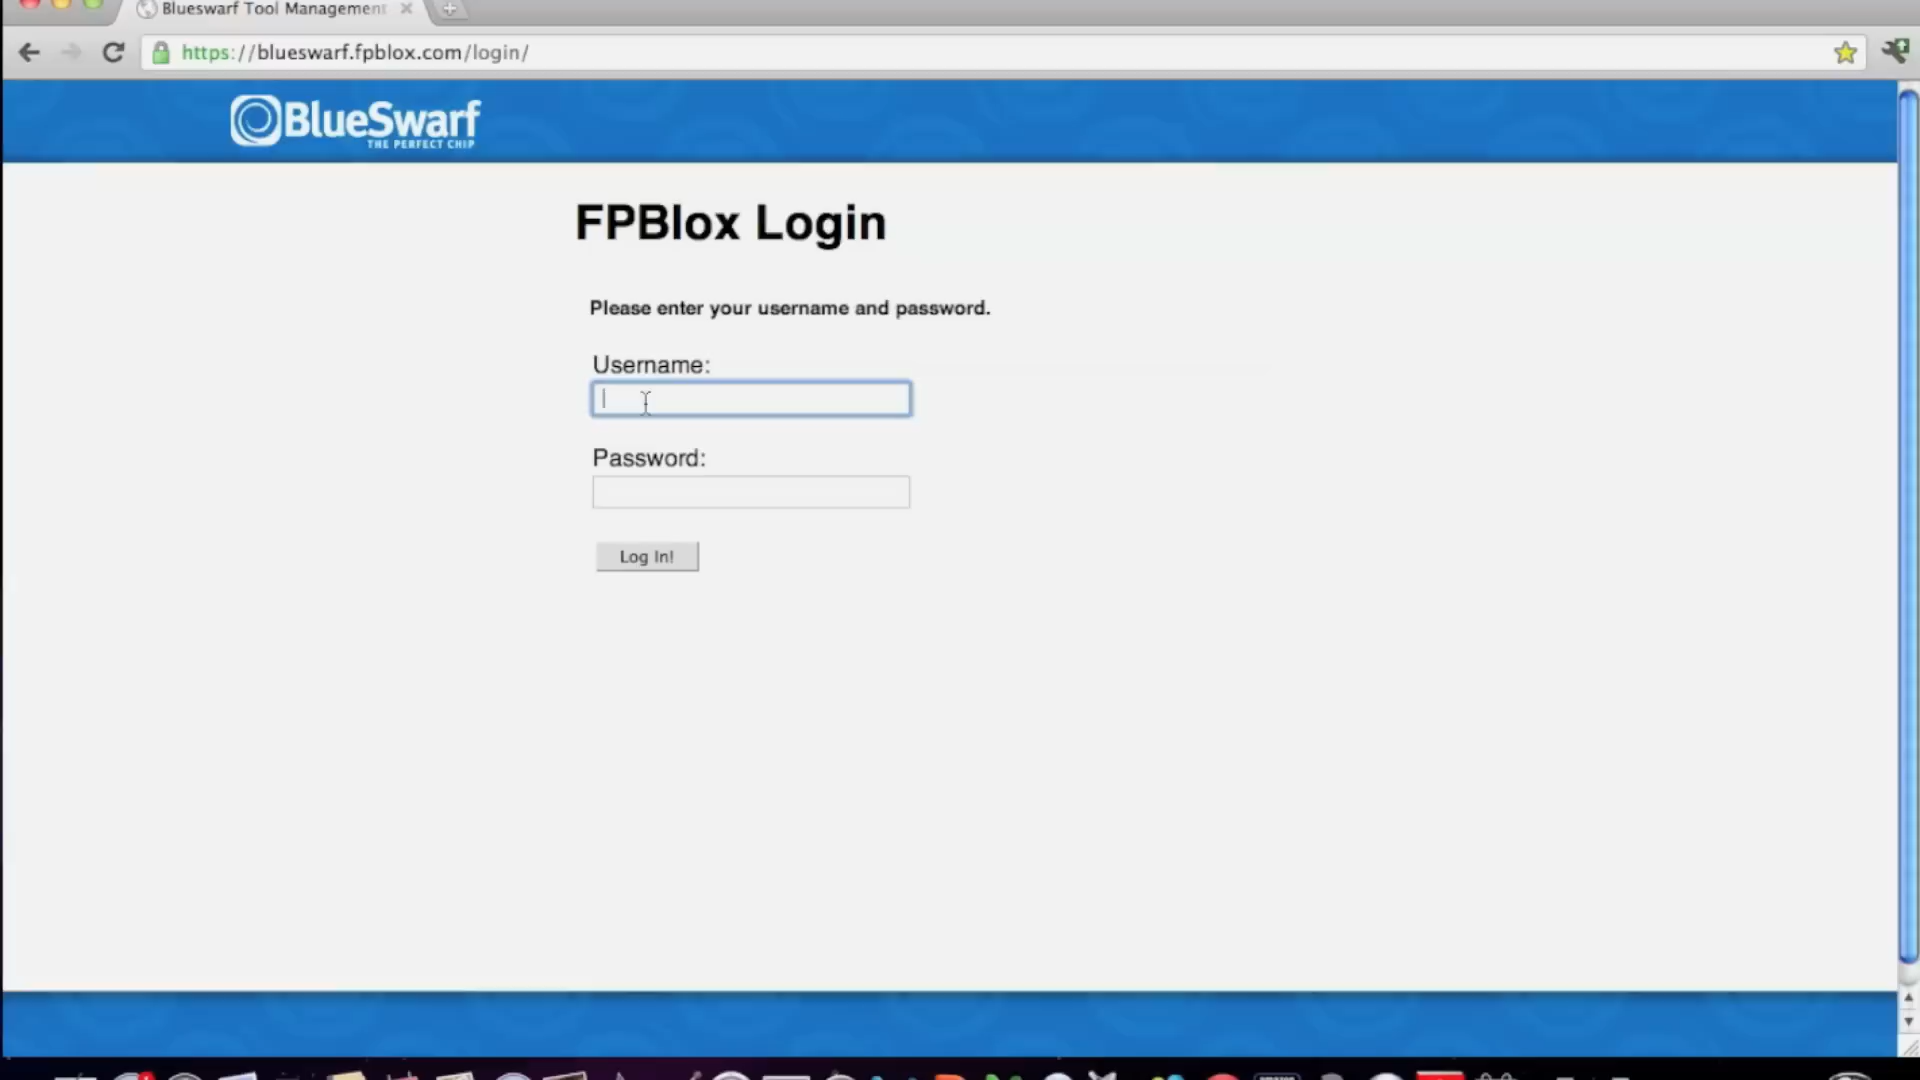 Blueswarf Tool Management
https://blueswarf.fpblox.com/login/
BlueSwarf
THE PERFECT CHIP
FPBlox Login
Please enter your username and password.
Username:
Password:
Log In!